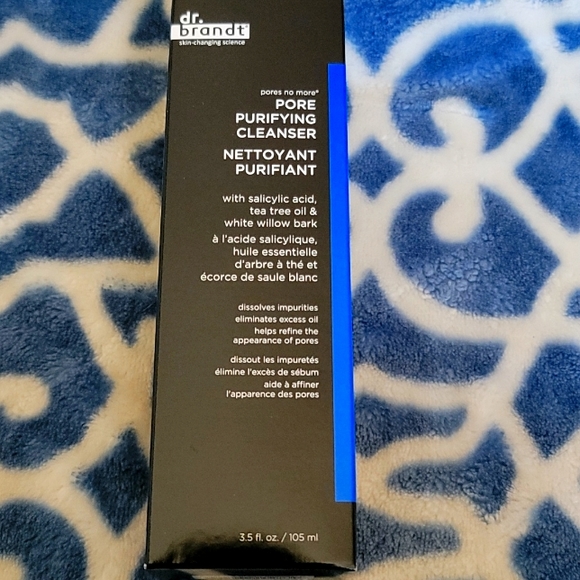 dr.
brandt
skin-changing science
pores no more®
PORE
PURIFYING
CLEANSER
NETTOYANT
PURIFIANT
with salicylic acid,
tea tree oil &
white willow bark
à l'acide salicylique,
huile essentielle
d'arbre à thé et
écorce de saule blanc
dissolves impurities
eliminates excess oil
helps refine the
appearance of pores
dissout les impuretés
élimine l'excès de sébum
aide à affiner
l'apparence des pores
3.5 fl. oz. / 105 ml